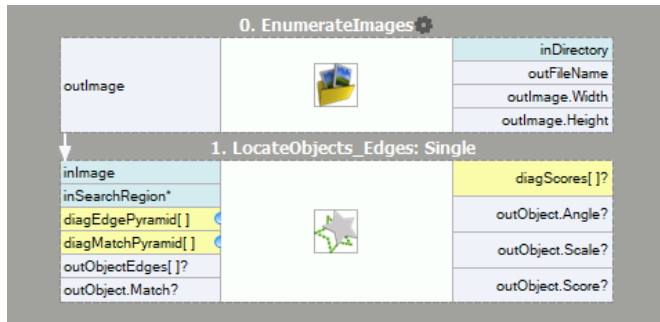 0. EnumerateImages
outImage
inDirectory
outFileName
outImage.Width
outImage.Height
1. LocateObjects_Edges: Single
inImage
inSearchRegion*
diagEdgePyramid[ ]
diagMatchPyramid[ ]
outObjectEdges[ ]?
outObject.Match?
diagScores[ ]?
outObject.Angle?
outObject.Scale?
outObject.Score?